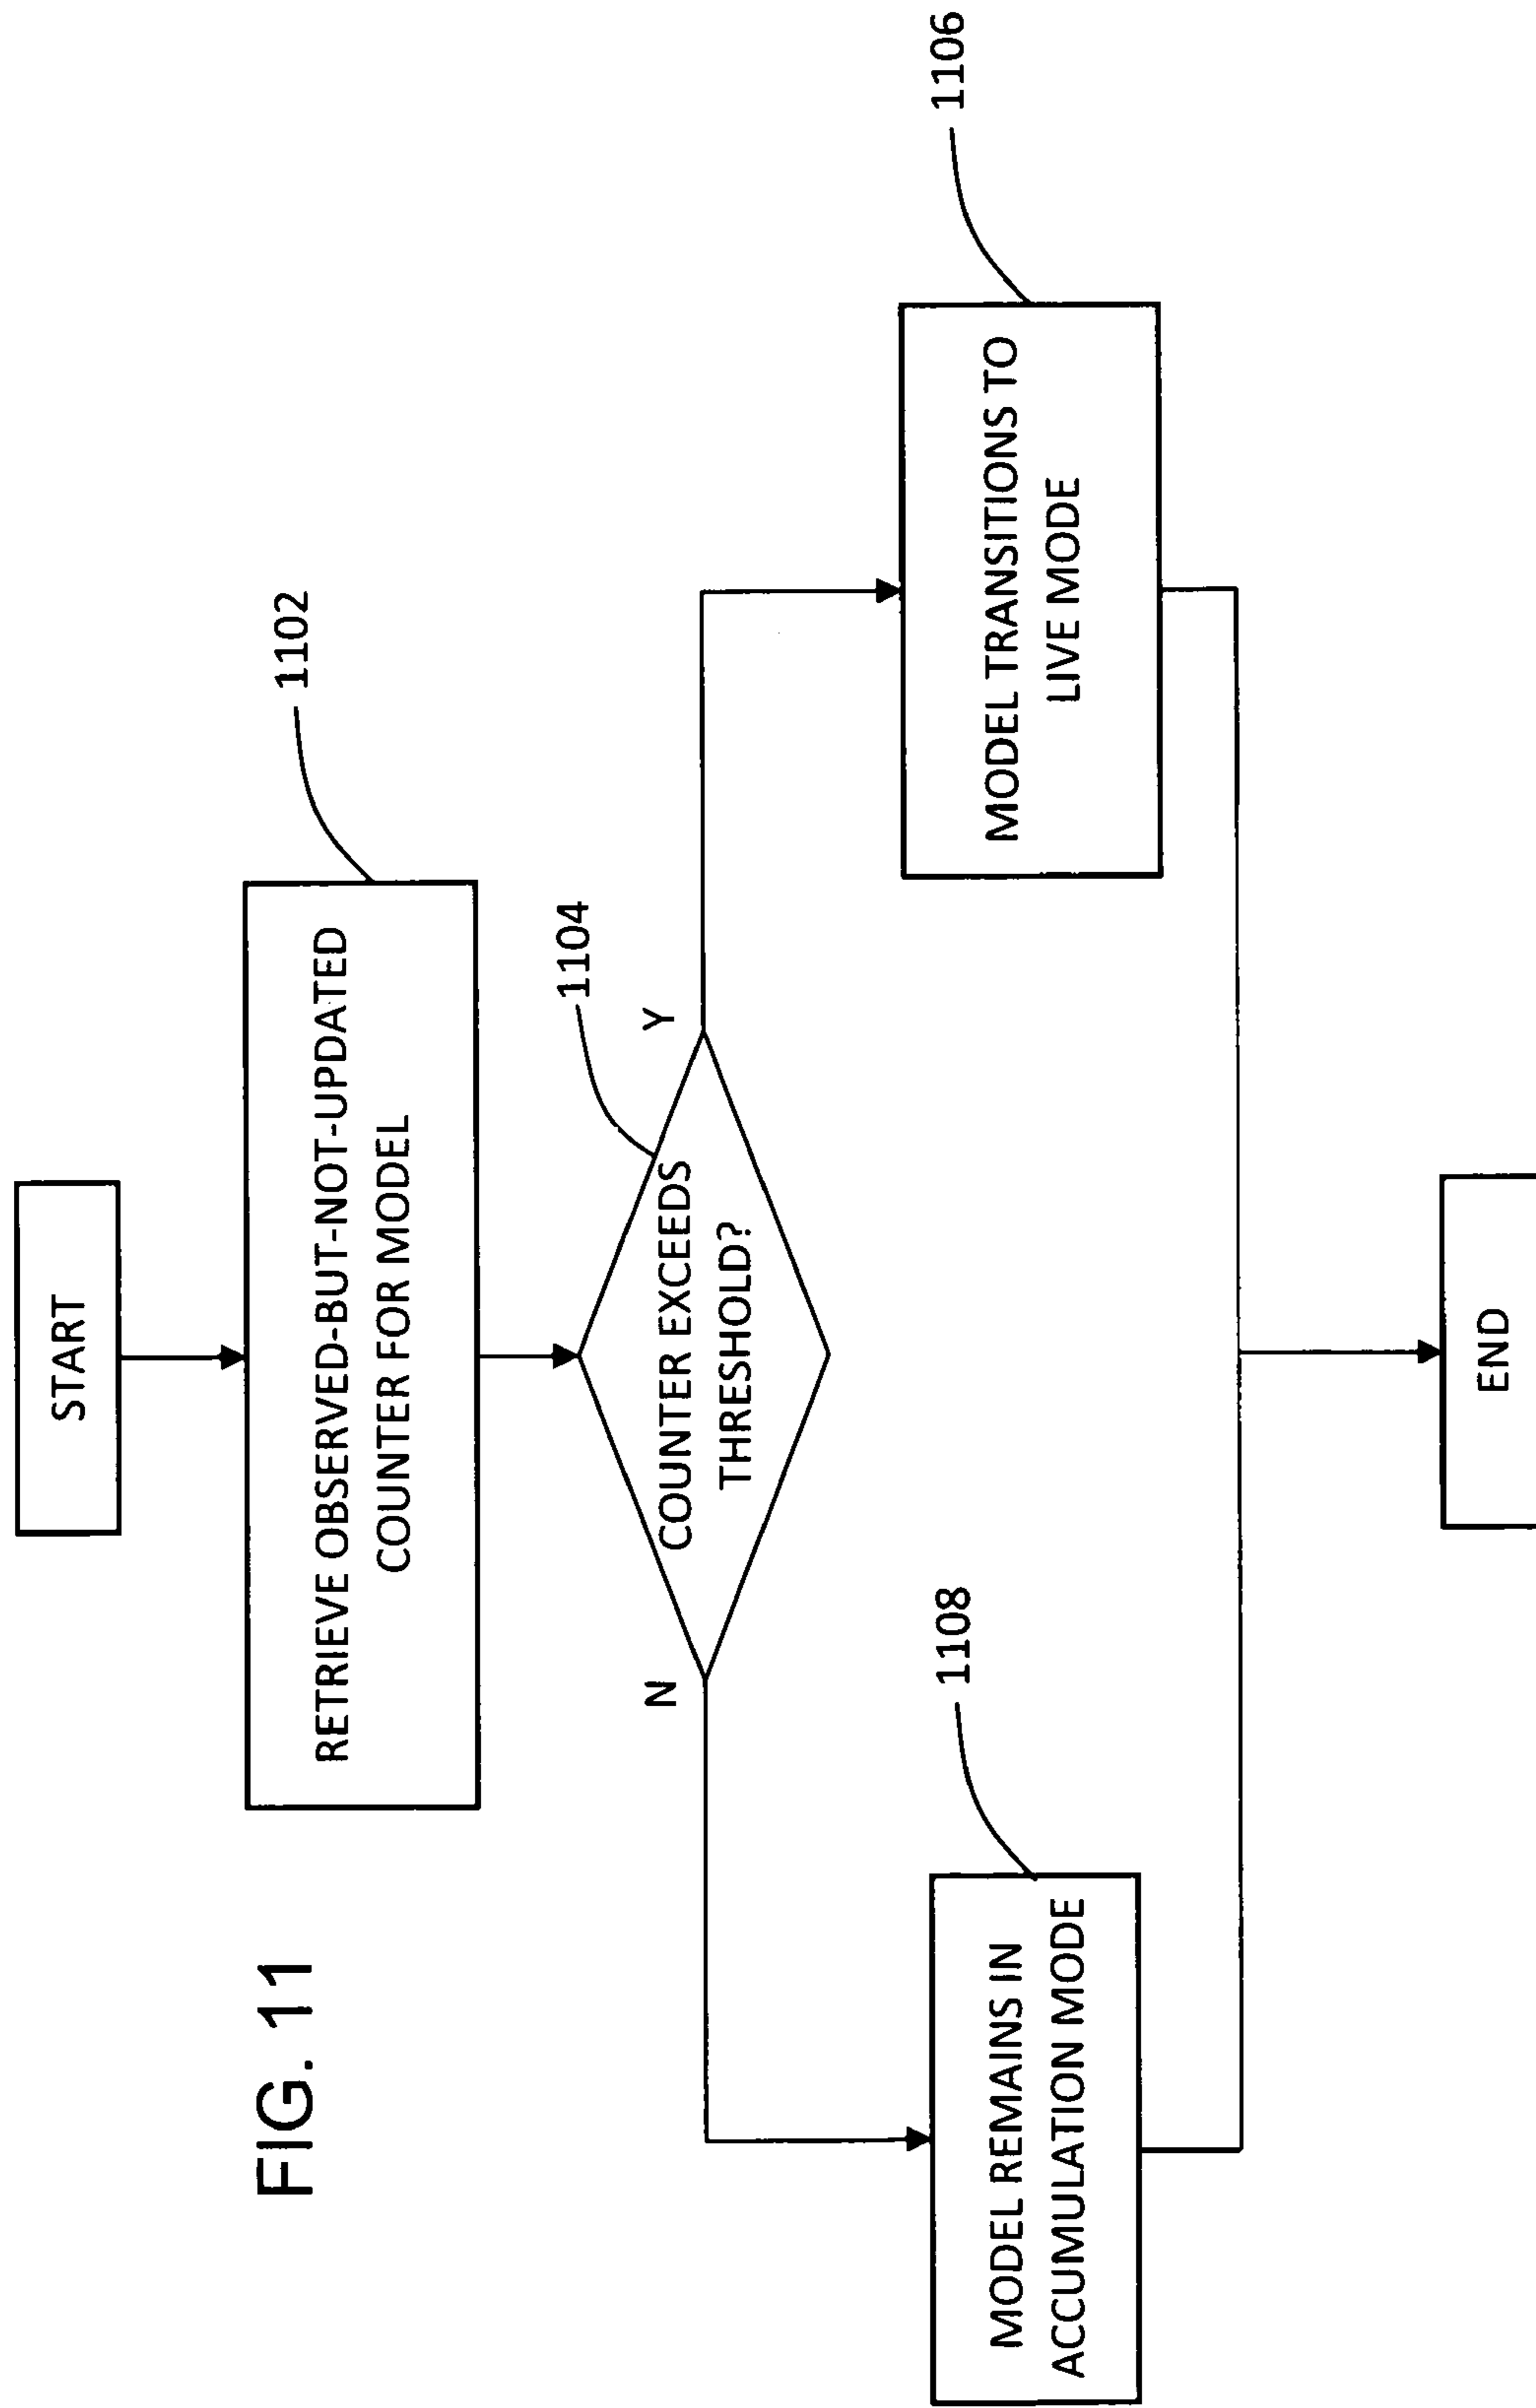 FIG. 11
START
RETRIEVE OBSERVED-BUT-NOT-UPDATED
COUNTER FOR MODEL
1102
COUNTER EXCEEDS
THRESHOLD?
1104
N
Y
MODEL REMAINS IN
ACCUMULATION MODE
1108
MODEL TRANSITIONS TO
LIVE MODE
1106
END